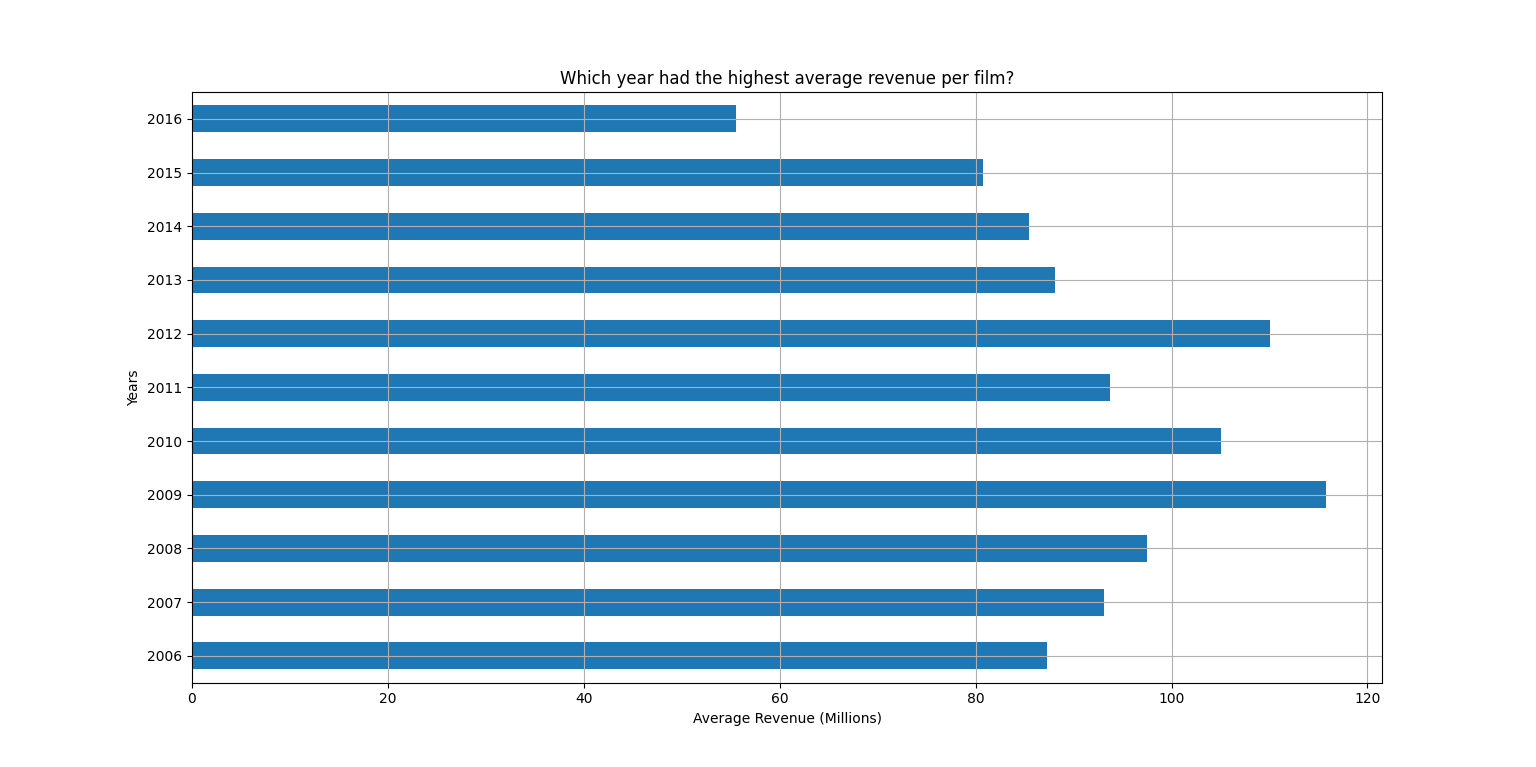 Which year had the highest average revenue per film?
2016
2015
2014
2013
2012
2011
2010
2009
2008
2007
2006
Years
0 20 40 60 80 100 120
Average Revenue (Millions)